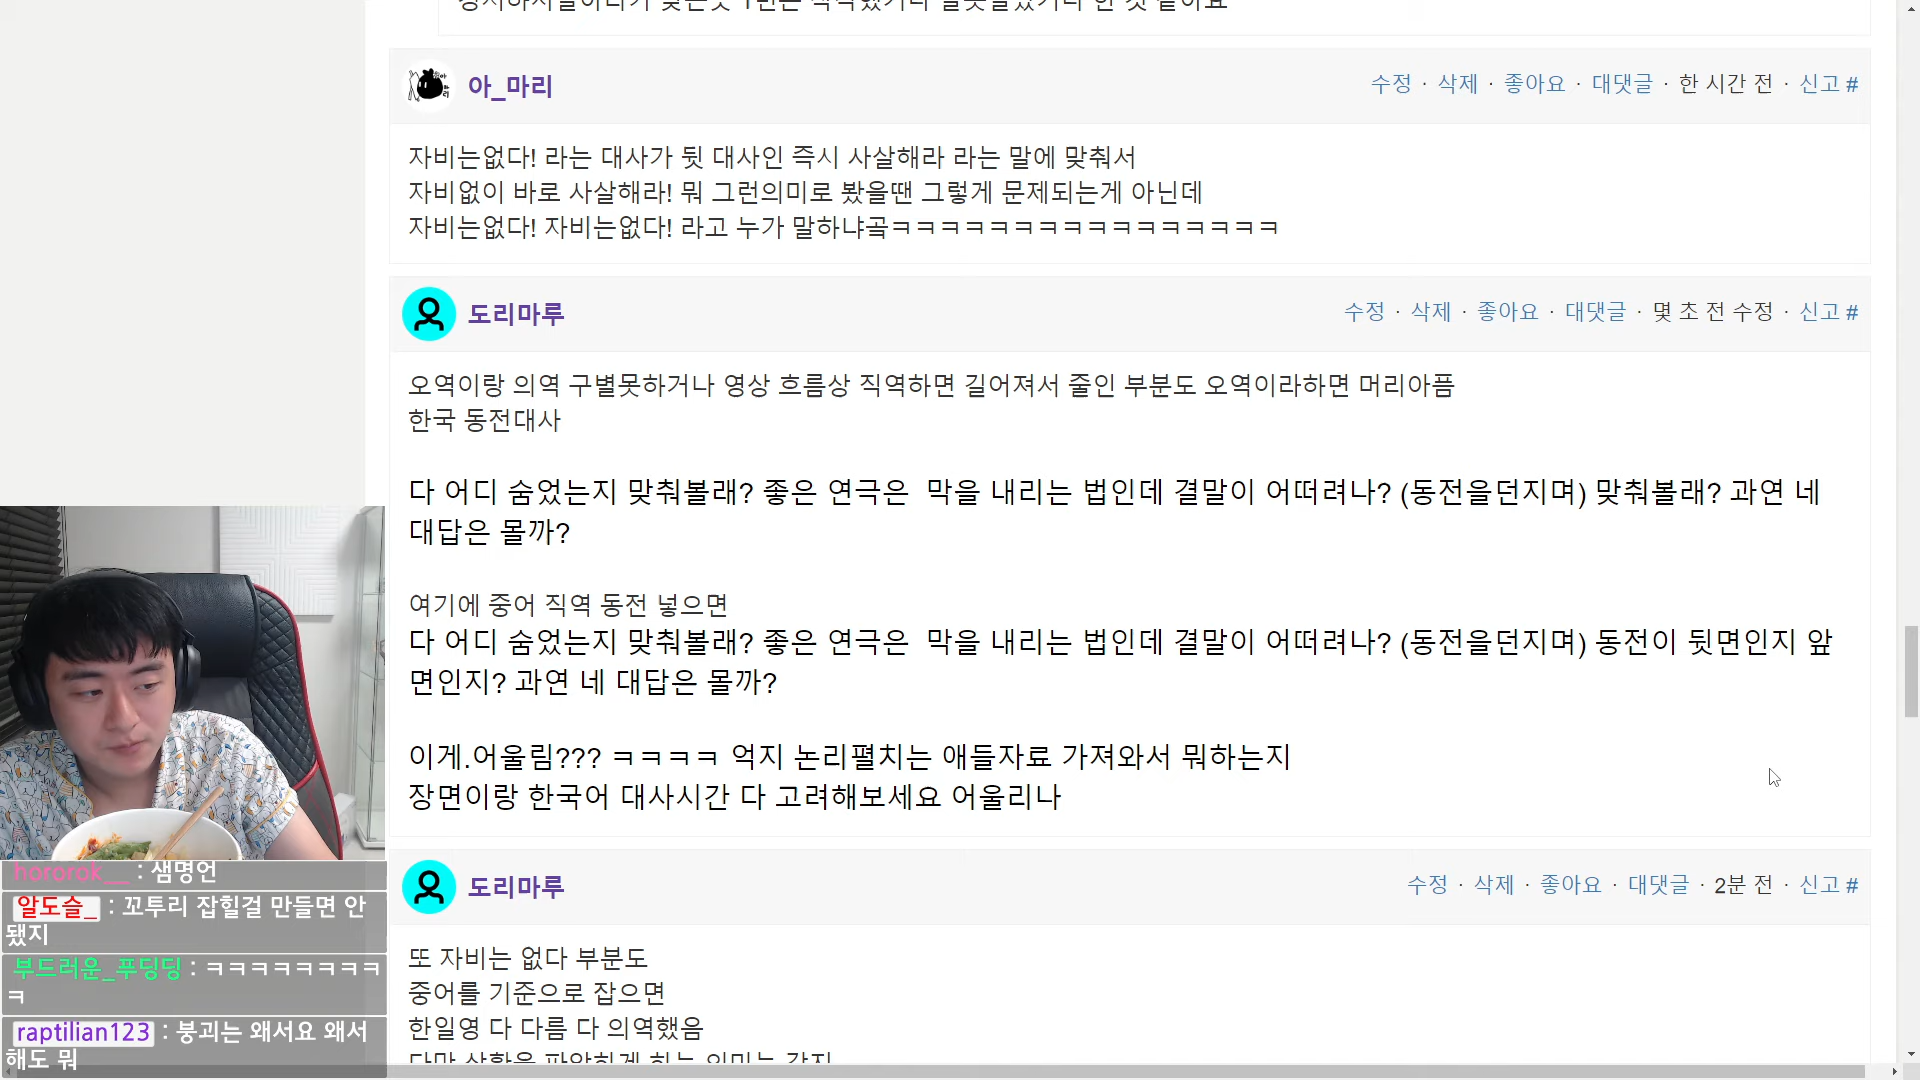 아_마리
수정 · 삭제 · 좋아요 · 대댓글 · 한 시간 전 · 신고 #
자비는없다! 라는 대사가 뒷 대사인 즉시 사살해라 라는 말에 맞춰서
자비없이 바로 사살해라! 뭐 그런의미로 봤을땐 그렇게 문제되는게 아닌데
자비는없다! 자비는없다! 라고 누가 말하냐곸ㅋㅋㅋㅋㅋㅋㅋㅋㅋㅋㅋㅋㅋㅋㅋㅋ
도리마루
수정 · 삭제 · 좋아요 · 대댓글 · 몇 초 전 수정 · 신고 #
오역이랑 의역 구별못하거나 영상 흐름상 직역하면 길어져서 줄인 부분도 오역이라하면 머리아픔
한국 동전대사
다 어디 숨었는지 맞춰볼래? 좋은 연극은 막을 내리는 법인데 결말이 어떠려나? (동전을던지며) 맞춰볼래? 과연 네
대답은 몰까?
여기에 중어 직역 동전 넣으면
다 어디 숨었는지 맞춰볼래? 좋은 연극은 막을 내리는 법인데 결말이 어떠려나? (동전을던지며) 동전이 뒷면인지 앞
면인지? 과연 네 대답은 몰까?
이게.어울림??? ㅋㅋㅋㅋ 억지 논리펼치는 애들자료 가져와서 뭐하는지
장면이랑 한국어 대사시간 다 고려해보세요 어울리나
도리마루
수정 · 삭제 · 좋아요 · 대댓글 · 2분 전 · 신고 #
또 자비는 없다 부분도
중어를 기준으로 잡으면
한일영 다 다름 다 의역했음
hororok__ : 샘명언
알도슬_ : 꼬투리 잡힐걸 만들면 안
됐지
부드러운_푸딩딩 : ㅋㅋㅋㅋㅋㅋㅋㅋ
ㅋ
raptilian123 : 붕괴는 왜서요 왜서
해도 뭐